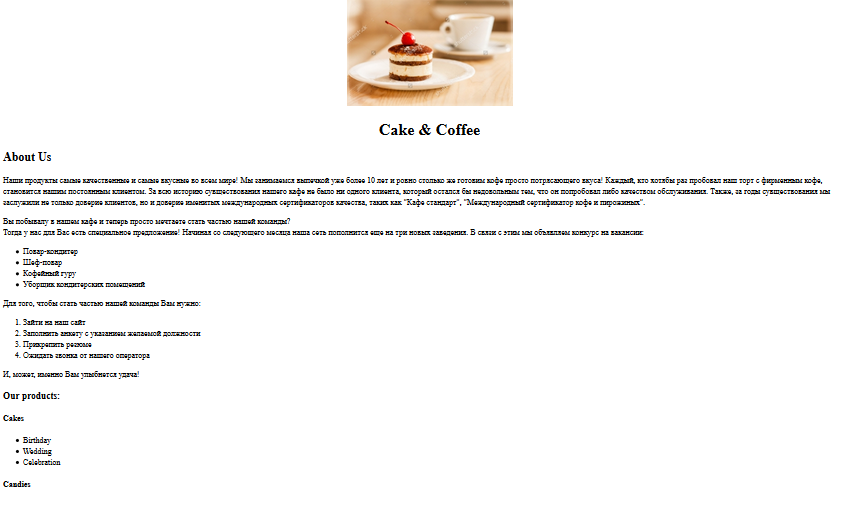 Cake & Coffee
About Us
Наши продукты самые качественные и самые вкусные во всем мире! Мы занимаемся выпечкой уже более 10 лет и ровно столько же готовим кофе просто потрясающего вкуса! Каждый, кто хотябы раз пробовал наш торт с фирменным кофе,
становится нашим постоянным клиентом. За всю историю существования нашего кафе не было ни одного клиента, который остался бы недовольным тем, что он попробовал либо качеством обслуживания. Также, за годы существования мы
заслужили не только доверие клиентов, но и доверие именитых международных сертификаторов качества, таких как "Кафе стандарт", "Международный сертификатор кофе и пирожиных".
Вы побывалу в нашем кафе и теперь просто мечтаете стать частью нашей команды?
Тогда у нас для Вас есть специальное предложение! Начиная со следующего месяца наша сеть пополнится еще на три новых заведения. В связи с этим мы объявляем конкурс на вакансии:
• Повар-кондитер
• Шеф-повар
• Кофейный гуру
• Уборщик кондитерских помещений
Для того, чтобы стать частью нашей команды Вам нужно:
1. Зайти на наш сайт
2. Заполнить анкету с указанием желаемой должности
3. Прикрепить резюме
4. Ожидать звонка от нашего оператора
И, может, именно Вам улыбнется удача!
Our products:
Cakes
• Birthday
• Wedding
• Celebration
Candies